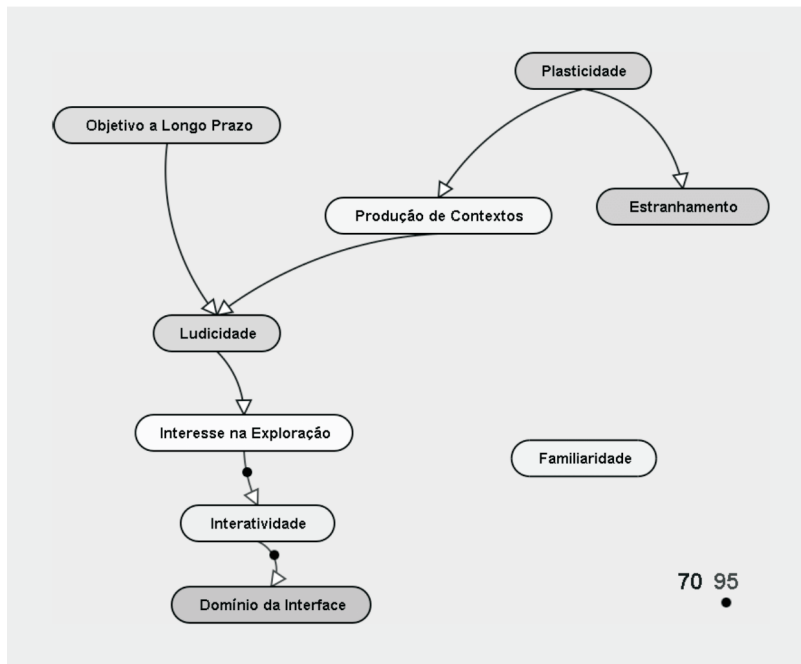 Plasticidade
Objetivo a Longo Prazo
Produção de Contextos
Estranhamento
Ludicidade
Interesse na Exploração
Familiaridade
Interatividade
70 95
Domínio da Interface